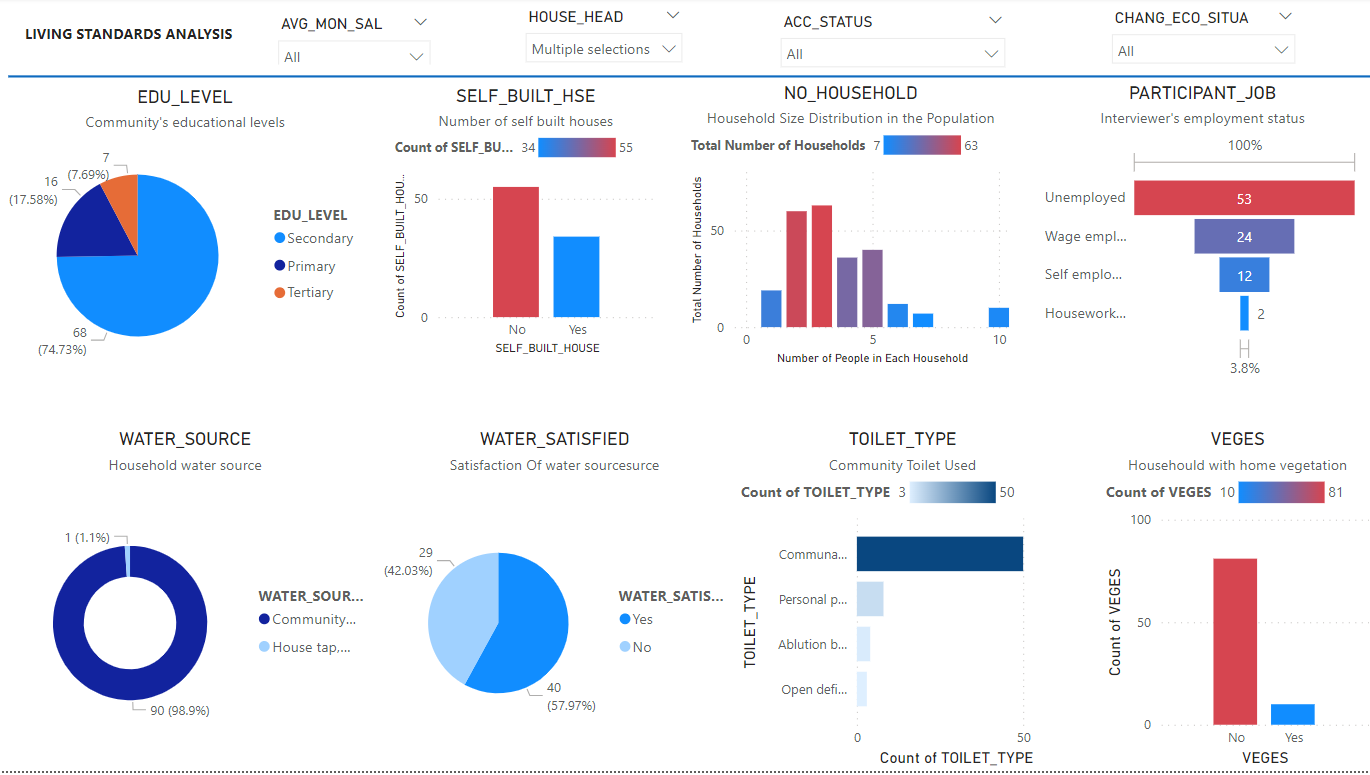 LIVING STANDARDS ANALYSIS
AVG_MON_SAL
All
HOUSE_HEAD
Multiple selections
ACC_STATUS
All
CHANG_ECO_SITUA
All
EDU_LEVEL
Community's educational levels
7
(7.69%)
16
(17.58%)
68
(74.73%)
EDU_LEVEL
Secondary
Primary
Tertiary
SELF_BUILT_HSE
Number of self built houses
Count of SELF_BU... 34 55
Count of SELF_BUILT_HOU...
50
0
No Yes
SELF_BUILT_HOUSE
NO_HOUSEHOLD
Household Size Distribution in the Population
Total Number of Households 7 63
Total Number of Households
50
0
0 5 10
Number of People in Each Household
PARTICIPANT_JOB
Interviewer's employment status
100%
Unemployed 53
Wage empl... 24
Self emplo... 12
Housework... 2
3.8%
WATER_SOURCE
Household water source
1 (1.1%)
90 (98.9%)
WATER_SOUR...
Community...
House tap,...
WATER_SATISFIED
Satisfaction Of water sourcesurce
29
(42.03%)
40
(57.97%)
WATER_SATIS...
Yes
No
TOILET_TYPE
Community Toilet Used
Count of TOILET_TYPE 3 50
TOILET_TYPE
Communa...
Personal p...
Ablution b...
Open defi...
0 50
Count of TOILET_TYPE
VEGES
Househould with home vegetation
Count of VEGES 10 81
Count of VEGES
100
50
0
No Yes
VEGES